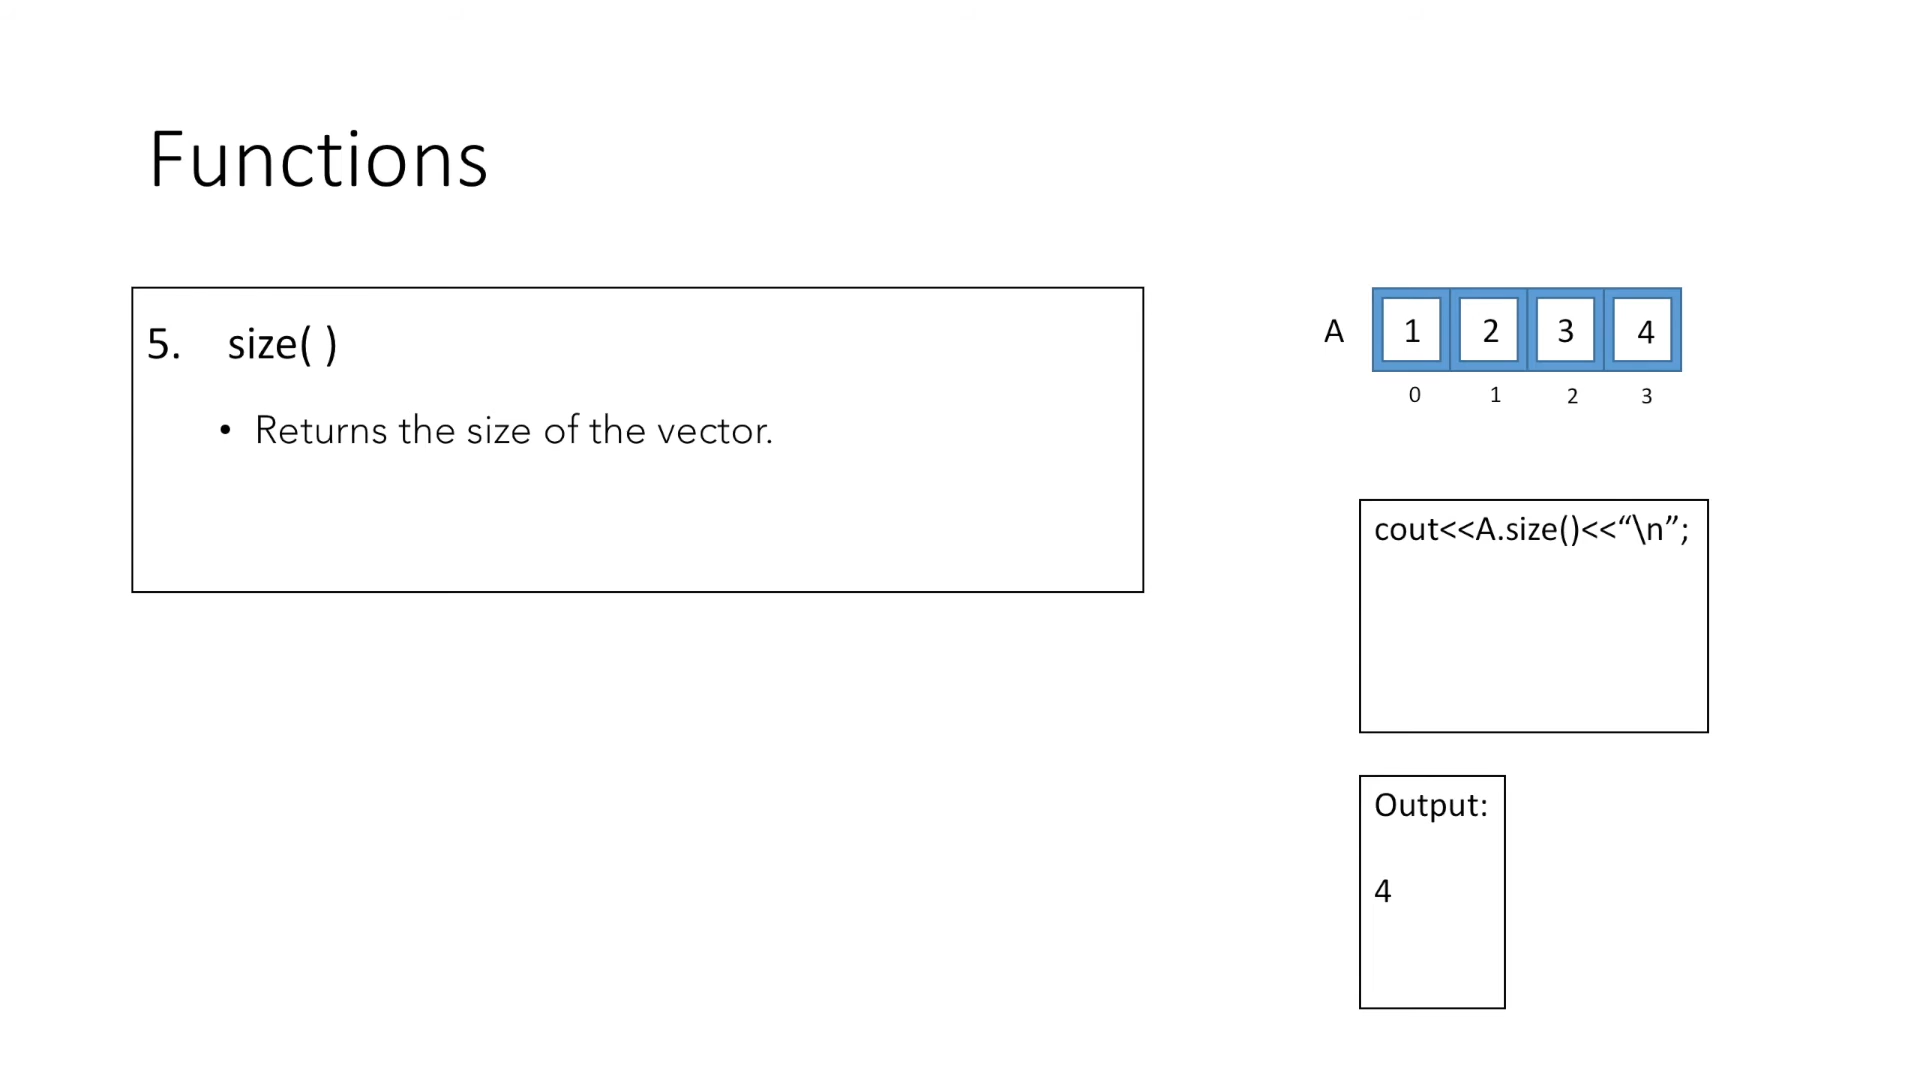 Functions
5. size( )
• Returns the size of the vector.
A 1 2 3 4
0 1 2 3
cout<<A.size()<<“\n”;
Output:
4